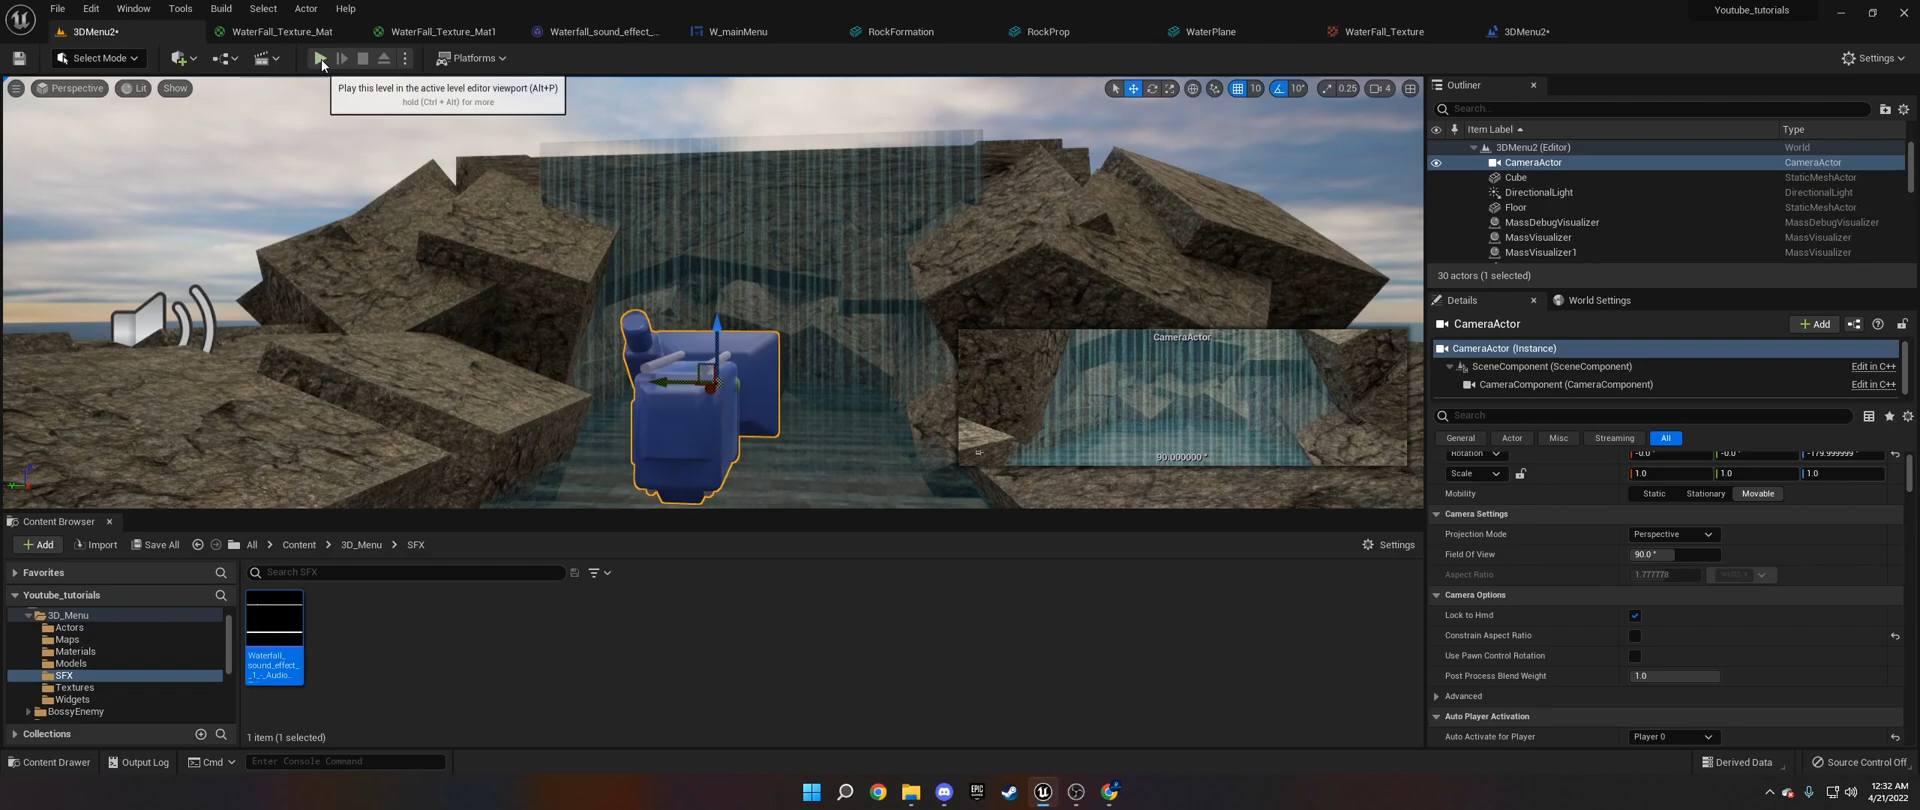 File Edit Window Tools Build Select Actor Help
Youtube_tutorials
3DMenu2*
WaterFall_Texture_Mat
WaterFall_Texture_Mat1
Waterfall_sound_effect_...
W_mainMenu
RockFormation
RockProp
WaterPlane
WaterFall_Texture
3DMenu2*
Select Mode
Platforms
Settings
Perspective
Lit
Show
Play this level in the active level editor viewport (Alt+P)
hold (Ctrl + Alt) for more
10
10°
0.25
4
CameraActor
90.000000 °
Outliner
Search...
Item Label
Type
3DMenu2 (Editor) World
CameraActor CameraActor
Cube StaticMeshActor
DirectionalLight DirectionalLight
Floor StaticMeshActor
MassDebugVisualizer MassDebugVisualizer
MassVisualizer MassVisualizer
MassVisualizer1 MassVisualizer
30 actors (1 selected)
Details
World Settings
CameraActor
Add
CameraActor (Instance)
SceneComponent (SceneComponent) Edit in C++
CameraComponent (CameraComponent) Edit in C++
Search
General Actor Misc Streaming All
Rotation -0.0 ° -0.0 ° -179.999999 °
Scale 1.0 1.0 1.0
Mobility Static Stationary Movable
Camera Settings
Projection Mode Perspective
Field Of View 90.0 °
Aspect Ratio 1.777778
Camera Options
Lock to Hmd
Constrain Aspect Ratio
Use Pawn Control Rotation
Post Process Blend Weight 1.0
Advanced
Auto Player Activation
Auto Activate for Player Player 0
Content Browser
Add Import Save All All Content 3D_Menu SFX
Settings
Favorites
Search SFX
Youtube_tutorials
3D_Menu
Actors
Maps
Materials
Models
SFX
Textures
Widgets
BossyEnemy
Collections
Waterfall_
sound_effect_
_1_-_Audio...
1 item (1 selected)
Content Drawer
Output Log
Cmd
Enter Console Command
Derived Data
Source Control Off
12:32 AM
4/21/2022